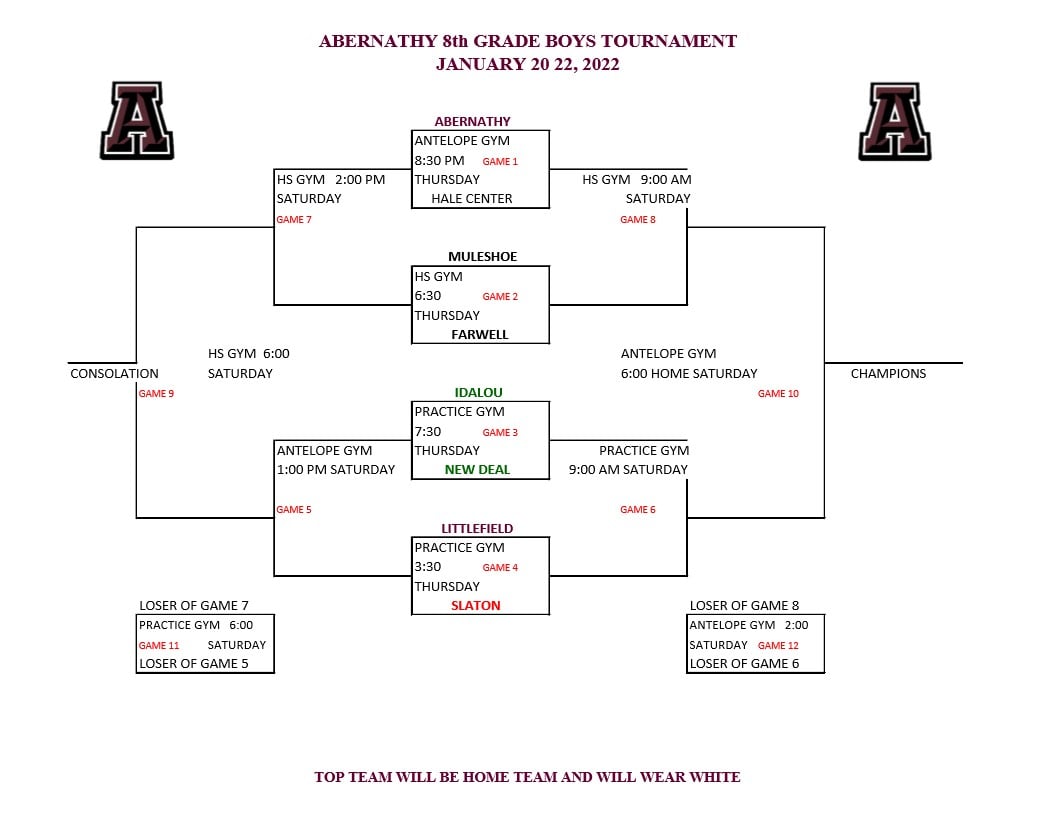 ABERNATHY 8th GRADE BOYS TOURNAMENT
JANUARY 20 22, 2022
A
A
ABERNATHY
ANTELOPE GYM
8:30 PM GAME 1
THURSDAY
HALE CENTER
HS GYM 2:00 PM
SATURDAY
GAME 7
HS GYM 9:00 AM
SATURDAY
GAME 8
MULESHOE
HS GYM
6:30 GAME 2
THURSDAY
FARWELL
HS GYM 6:00
SATURDAY
CONSOLATION
GAME 9
ANTELOPE GYM
6:00 HOME SATURDAY
GAME 10
CHAMPIONS
IDALOU
PRACTICE GYM
7:30 GAME 3
THURSDAY
NEW DEAL
ANTELOPE GYM
1:00 PM SATURDAY
GAME 5
PRACTICE GYM
9:00 AM SATURDAY
GAME 6
LITTLEFIELD
PRACTICE GYM
3:30 GAME 4
THURSDAY
SLATON
LOSER OF GAME 7
PRACTICE GYM 6:00
GAME 11 SATURDAY
LOSER OF GAME 5
LOSER OF GAME 8
ANTELOPE GYM 2:00
SATURDAY GAME 12
LOSER OF GAME 6
TOP TEAM WILL BE HOME TEAM AND WILL WEAR WHITE